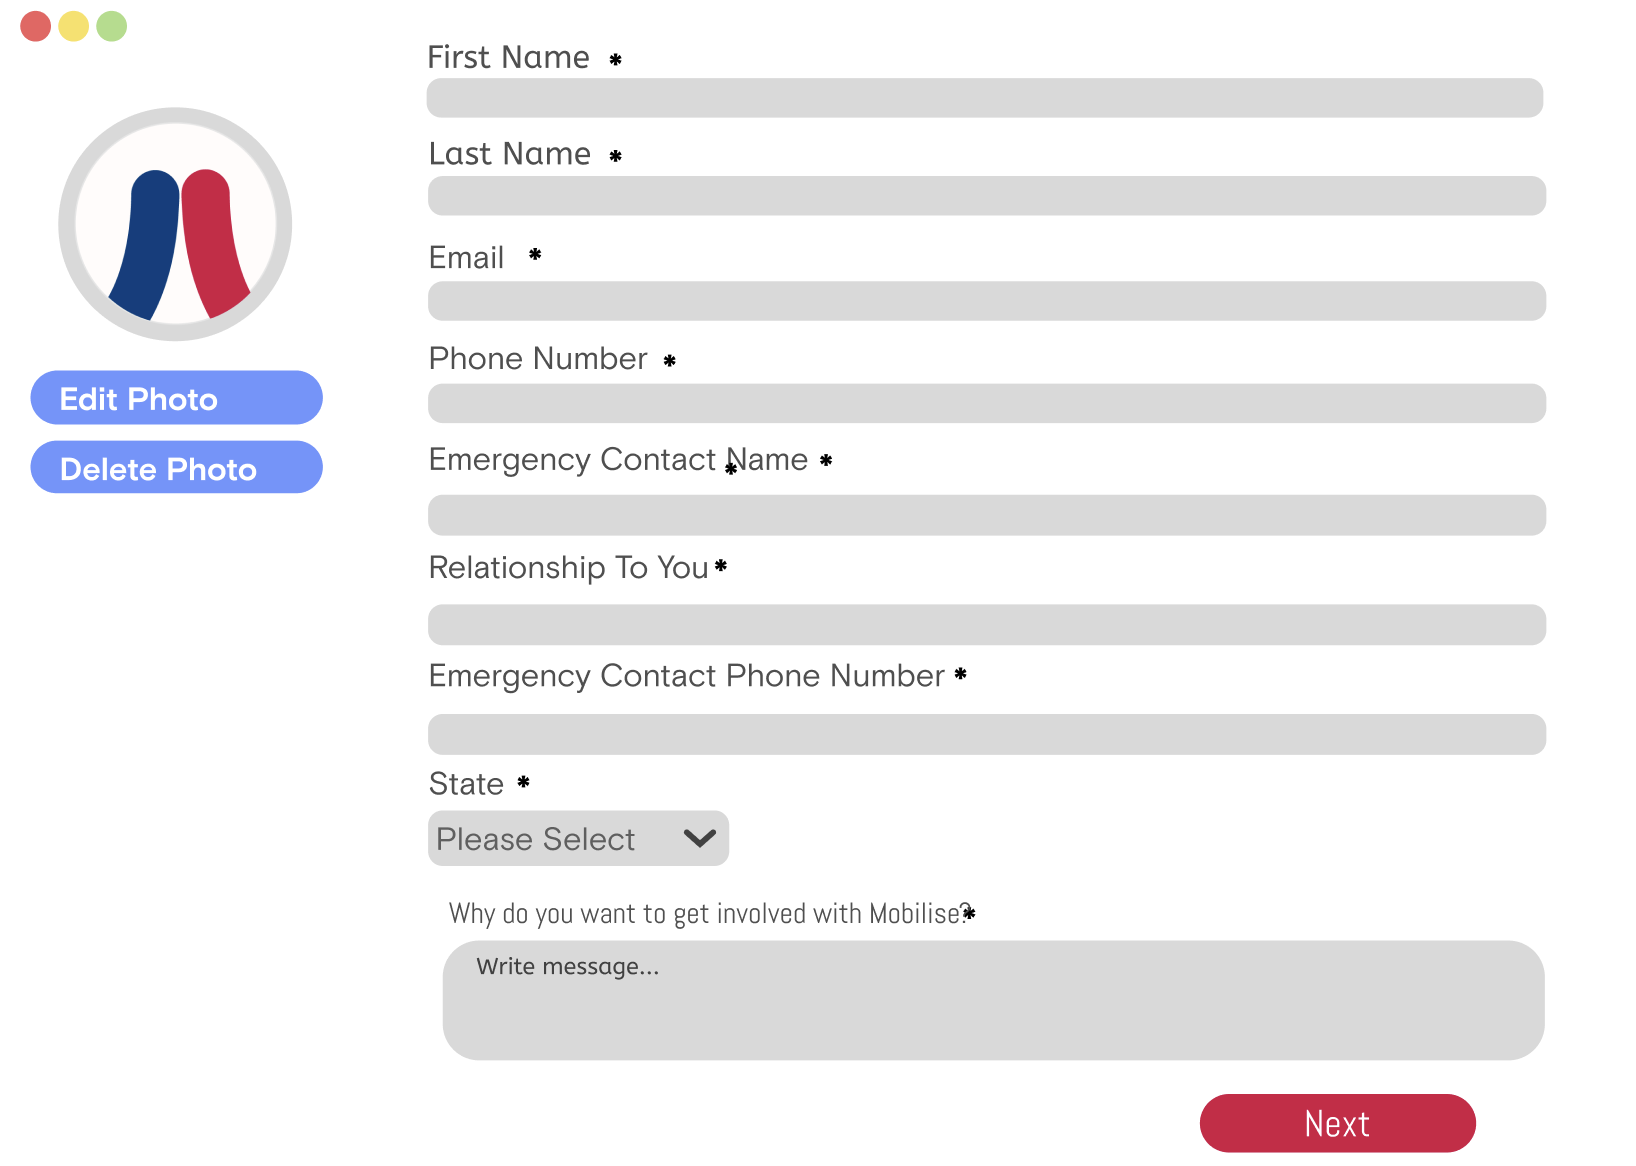 First Name *
Last Name *
Email *
Phone Number *
Edit Photo
Delete Photo
Emergency Contact Name * *
Relationship To You *
Emergency Contact Phone Number *
State *
Please Select
Why do you want to get involved with Mobilise? *
Write message...
Next